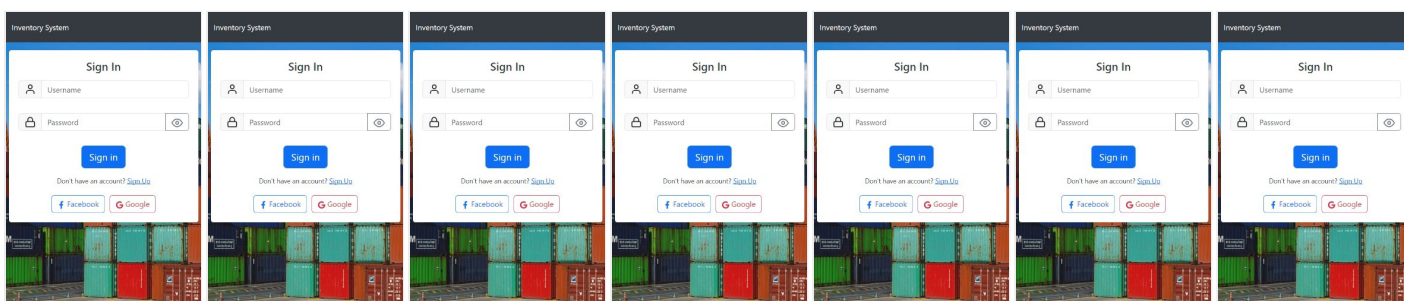 Inventory System
Sign In
Username
Password
Sign in
Don't have an account? Sign Up
Facebook
Google
Inventory System
Sign In
Username
Password
Sign in
Don't have an account? Sign Up
Facebook
Google
Inventory System
Sign In
Username
Password
Sign in
Don't have an account? Sign Up
Facebook
Google
Inventory System
Sign In
Username
Password
Sign in
Don't have an account? Sign Up
Facebook
Google
Inventory System
Sign In
Username
Password
Sign in
Don't have an account? Sign Up
Facebook
Google
Inventory System
Sign In
Username
Password
Sign in
Don't have an account? Sign Up
Facebook
Google
Inventory System
Sign In
Username
Password
Sign in
Don't have an account? Sign Up
Facebook
Google